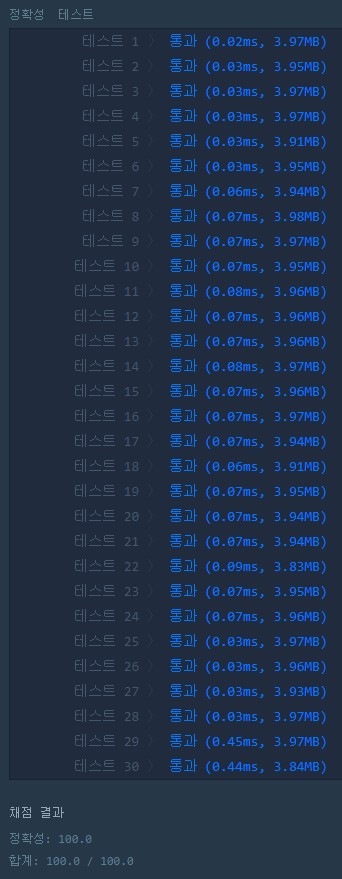 정확성 테스트
테스트 1 〉 통과 (0.02ms, 3.97MB)
테스트 2 〉 통과 (0.03ms, 3.95MB)
테스트 3 〉 통과 (0.03ms, 3.97MB)
테스트 4 〉 통과 (0.03ms, 3.97MB)
테스트 5 〉 통과 (0.03ms, 3.91MB)
테스트 6 〉 통과 (0.03ms, 3.95MB)
테스트 7 〉 통과 (0.06ms, 3.94MB)
테스트 8 〉 통과 (0.07ms, 3.98MB)
테스트 9 〉 통과 (0.07ms, 3.97MB)
테스트 10 〉 통과 (0.07ms, 3.95MB)
테스트 11 〉 통과 (0.08ms, 3.96MB)
테스트 12 〉 통과 (0.07ms, 3.96MB)
테스트 13 〉 통과 (0.07ms, 3.96MB)
테스트 14 〉 통과 (0.08ms, 3.97MB)
테스트 15 〉 통과 (0.07ms, 3.96MB)
테스트 16 〉 통과 (0.07ms, 3.97MB)
테스트 17 〉 통과 (0.07ms, 3.94MB)
테스트 18 〉 통과 (0.06ms, 3.91MB)
테스트 19 〉 통과 (0.07ms, 3.95MB)
테스트 20 〉 통과 (0.07ms, 3.94MB)
테스트 21 〉 통과 (0.07ms, 3.94MB)
테스트 22 〉 통과 (0.09ms, 3.83MB)
테스트 23 〉 통과 (0.07ms, 3.95MB)
테스트 24 〉 통과 (0.07ms, 3.96MB)
테스트 25 〉 통과 (0.03ms, 3.97MB)
테스트 26 〉 통과 (0.03ms, 3.96MB)
테스트 27 〉 통과 (0.03ms, 3.93MB)
테스트 28 〉 통과 (0.03ms, 3.97MB)
테스트 29 〉 통과 (0.45ms, 3.97MB)
테스트 30 〉 통과 (0.44ms, 3.84MB)
채점 결과
정확성: 100.0
합계: 100.0 / 100.0